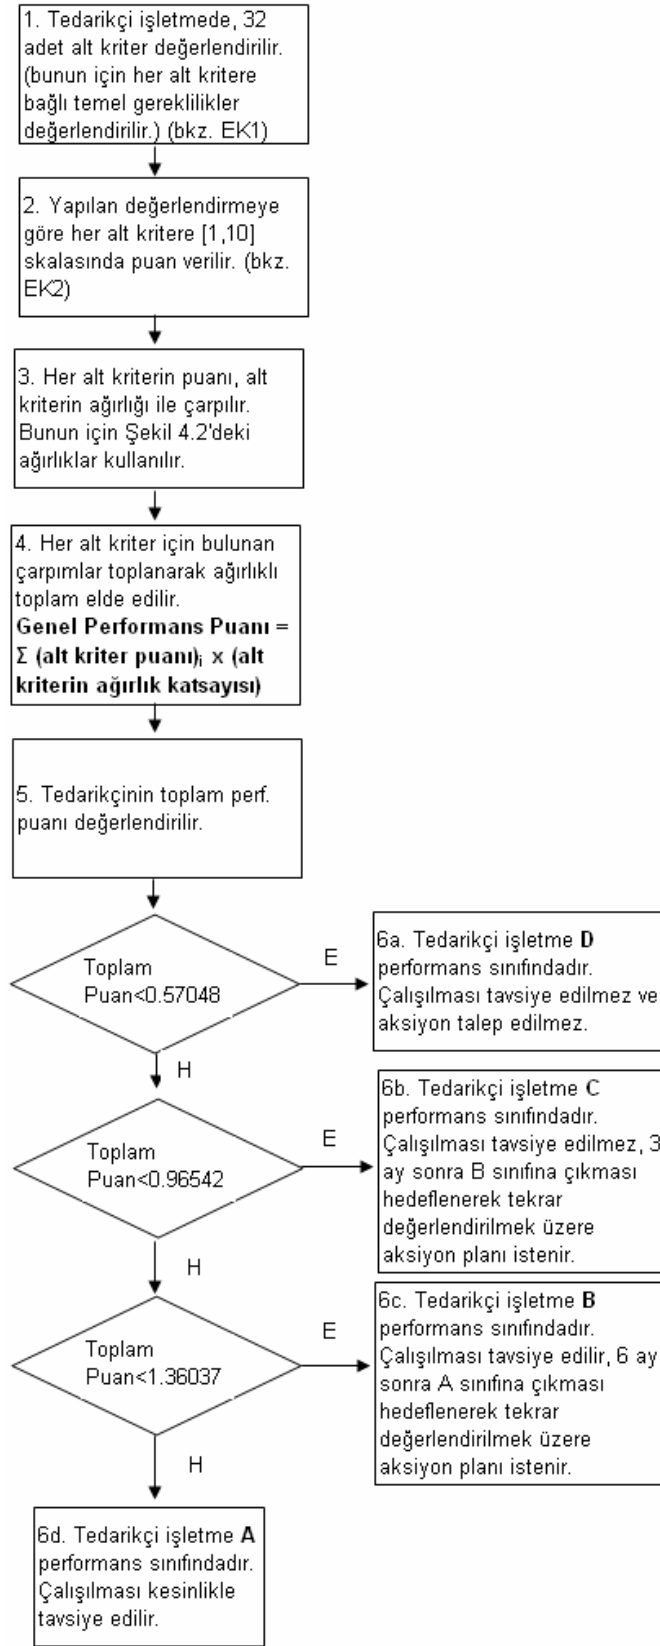 1. Tedarikçi işletmede, 32
adet alt kriter değerlendirilir.
(bunun için her alt kritere
bağlı temel gereklilikler
değerlendirilir.) (bkz. EK1)
2. Yapılan değerlendirmeye
göre her alt kritere [1,10]
skalasında puan verilir. (bkz.
EK2)
3. Her alt kriterin puanı, alt
kriterin ağırlığı ile çarpılır.
Bunun için Şekil 4.2'deki
ağırlıklar kullanılır.
4. Her alt kriter için bulunan
çarpımlar toplanarak ağırlıklı
toplam elde edilir.
Genel Performans Puanı =
Σ (alt kriter puanı)ᵢ x (alt
kriterin ağırlık katsayısı)
5. Tedarikçinin toplam perf.
puanı değerlendirilir.
Toplam
Puan<0.57048
E
6a. Tedarikçi işletme D
performans sınıfındadır.
Çalışılması tavsiye edilmez ve
aksiyon talep edilmez.
H
Toplam
Puan<0.96542
E
6b. Tedarikçi işletme C
performans sınıfındadır.
Çalışılması tavsiye edilmez, 3
ay sonra B sınıfına çıkması
hedeflenerek tekrar
değerlendirilmek üzere
aksiyon planı istenir.
H
Toplam
Puan<1.36037
E
6c. Tedarikçi işletme B
performans sınıfındadır.
Çalışılması tavsiye edilir, 6 ay
sonra A sınıfına çıkması
hedeflenerek tekrar
değerlendirilmek üzere
aksiyon planı istenir.
H
6d. Tedarikçi işletme A
performans sınıfındadır.
Çalışılması kesinlikle
tavsiye edilir.